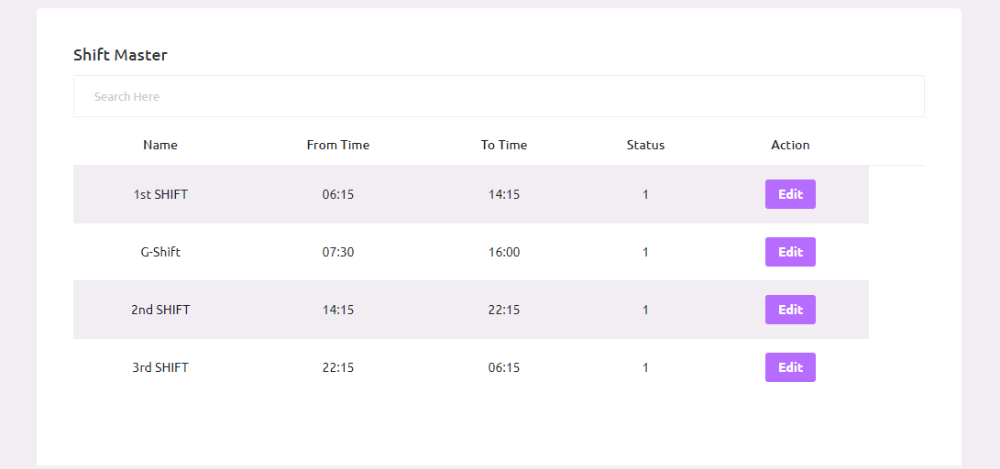 Shift Master
Search Here
Name From Time To Time Status Action
1st SHIFT 06:15 14:15 1 Edit
G-Shift 07:30 16:00 1 Edit
2nd SHIFT 14:15 22:15 1 Edit
3rd SHIFT 22:15 06:15 1 Edit